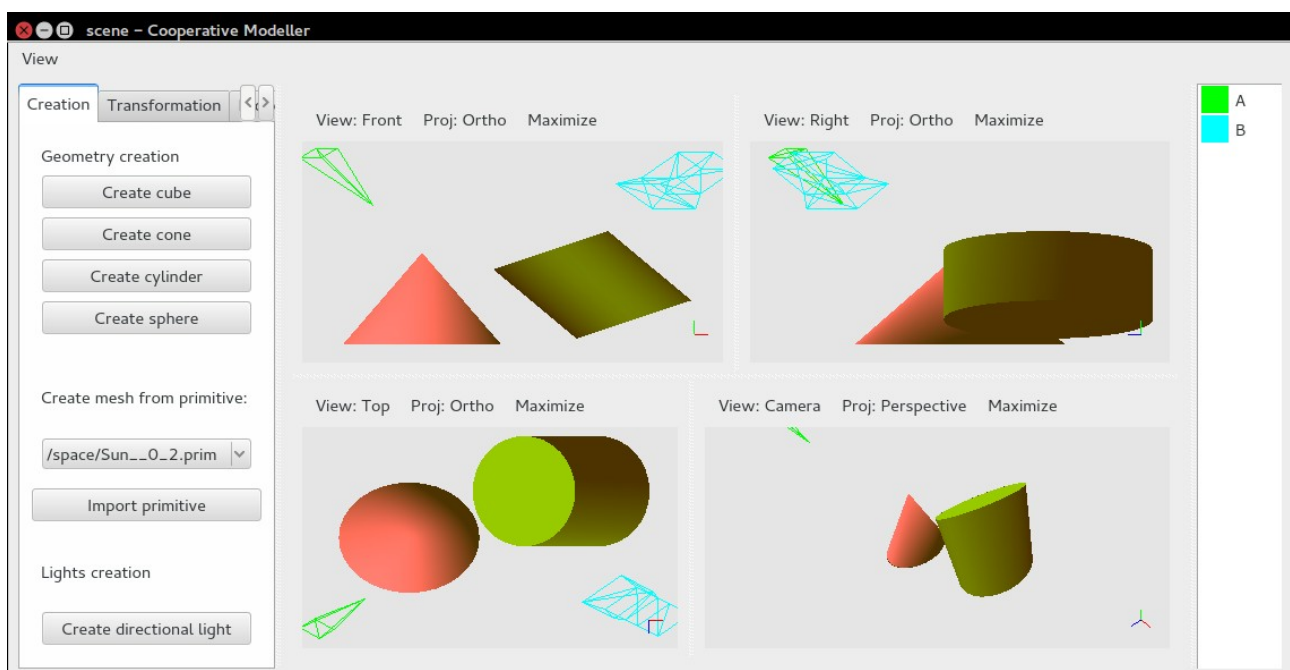 scene – Cooperative Modeller
View
Creation Transformation
Geometry creation
Create cube
Create cone
Create cylinder
Create sphere
Create mesh from primitive:
/space/Sun__0_2.prim
Import primitive
Lights creation
Create directional light
View: Front Proj: Ortho Maximize
View: Right Proj: Ortho Maximize
View: Top Proj: Ortho Maximize
View: Camera Proj: Perspective Maximize
A
B